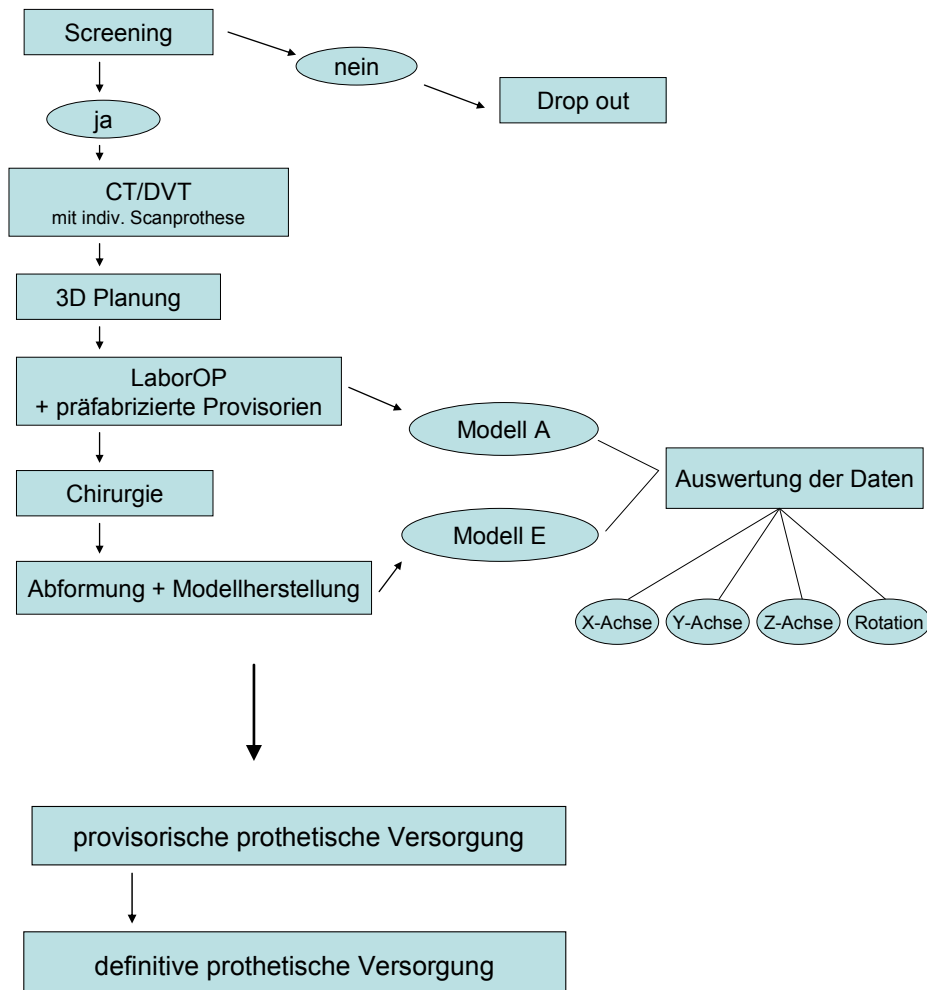 Screening
nein
Drop out
ja
CT/DVT
mit indiv. Scanprothese
3D Planung
LaborOP
+ präfabrizierte Provisorien
Modell A
Auswertung der Daten
Chirurgie
Modell E
Abformung + Modellherstellung
X-Achse
Y-Achse
Z-Achse
Rotation
provisorische prothetische Versorgung
definitive prothetische Versorgung